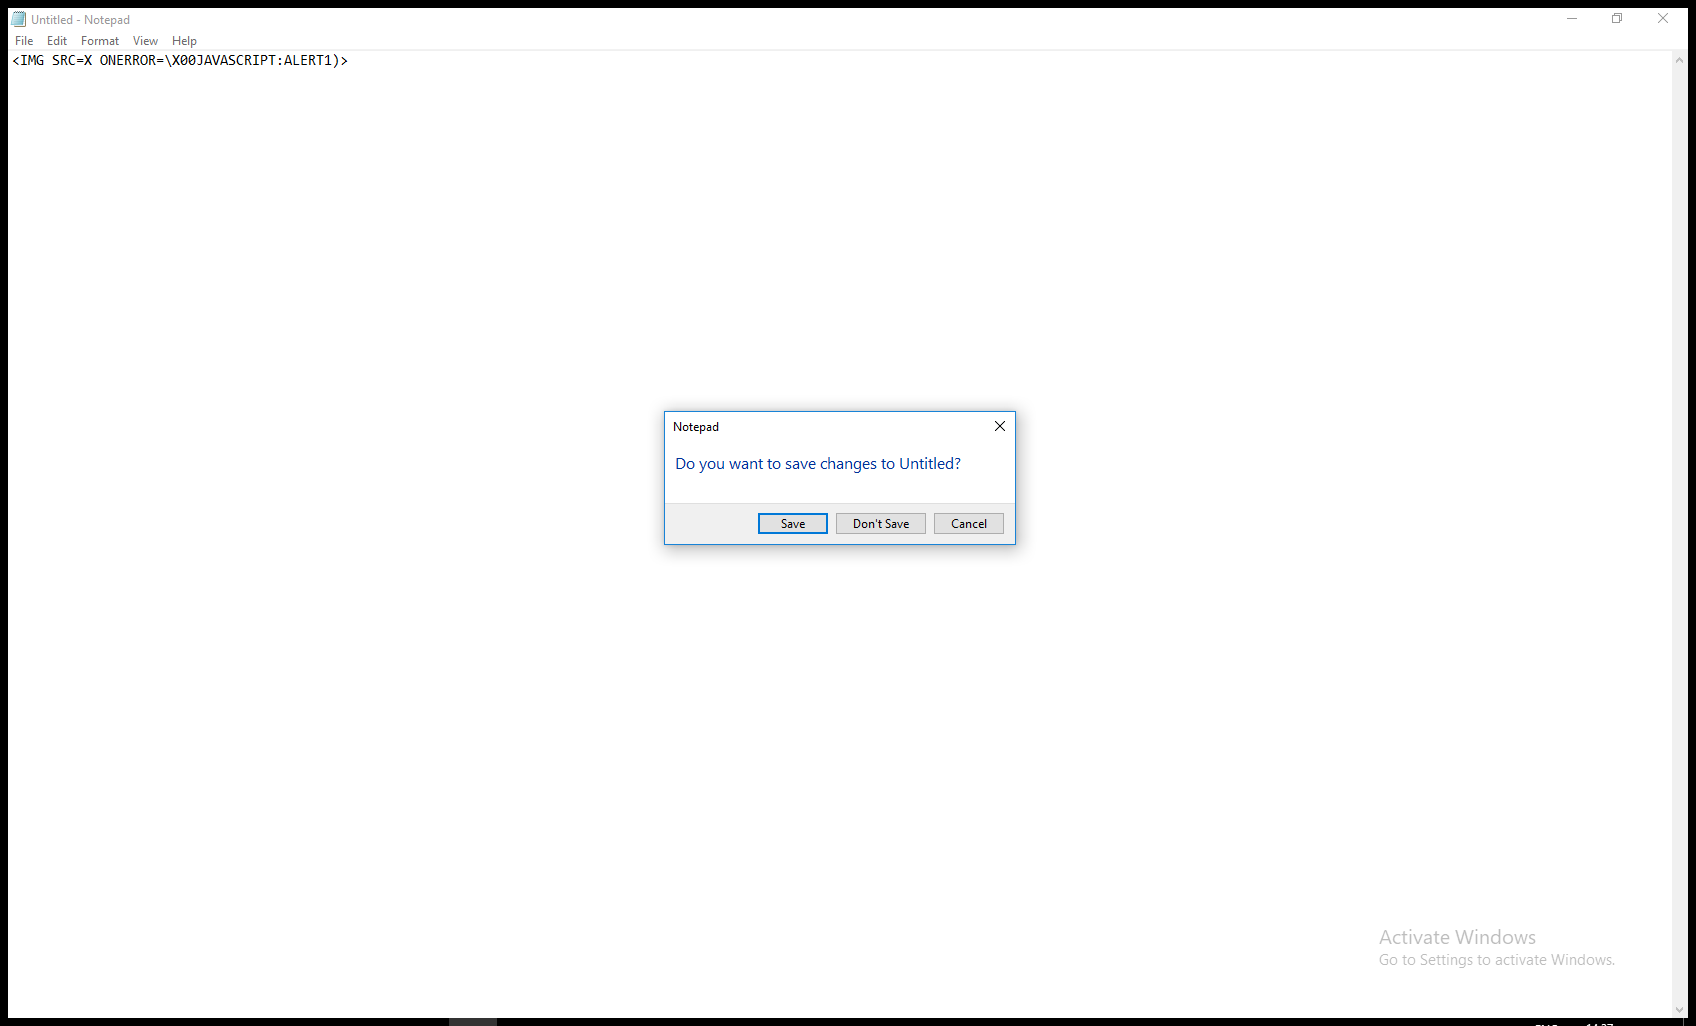 Untitled - Notepad
File Edit Format View Help
<IMG SRC=X ONERROR=\X00JAVASCRIPT:ALERT1)>
Notepad
Do you want to save changes to Untitled?
Save Don't Save Cancel
Activate Windows
Go to Settings to activate Windows.